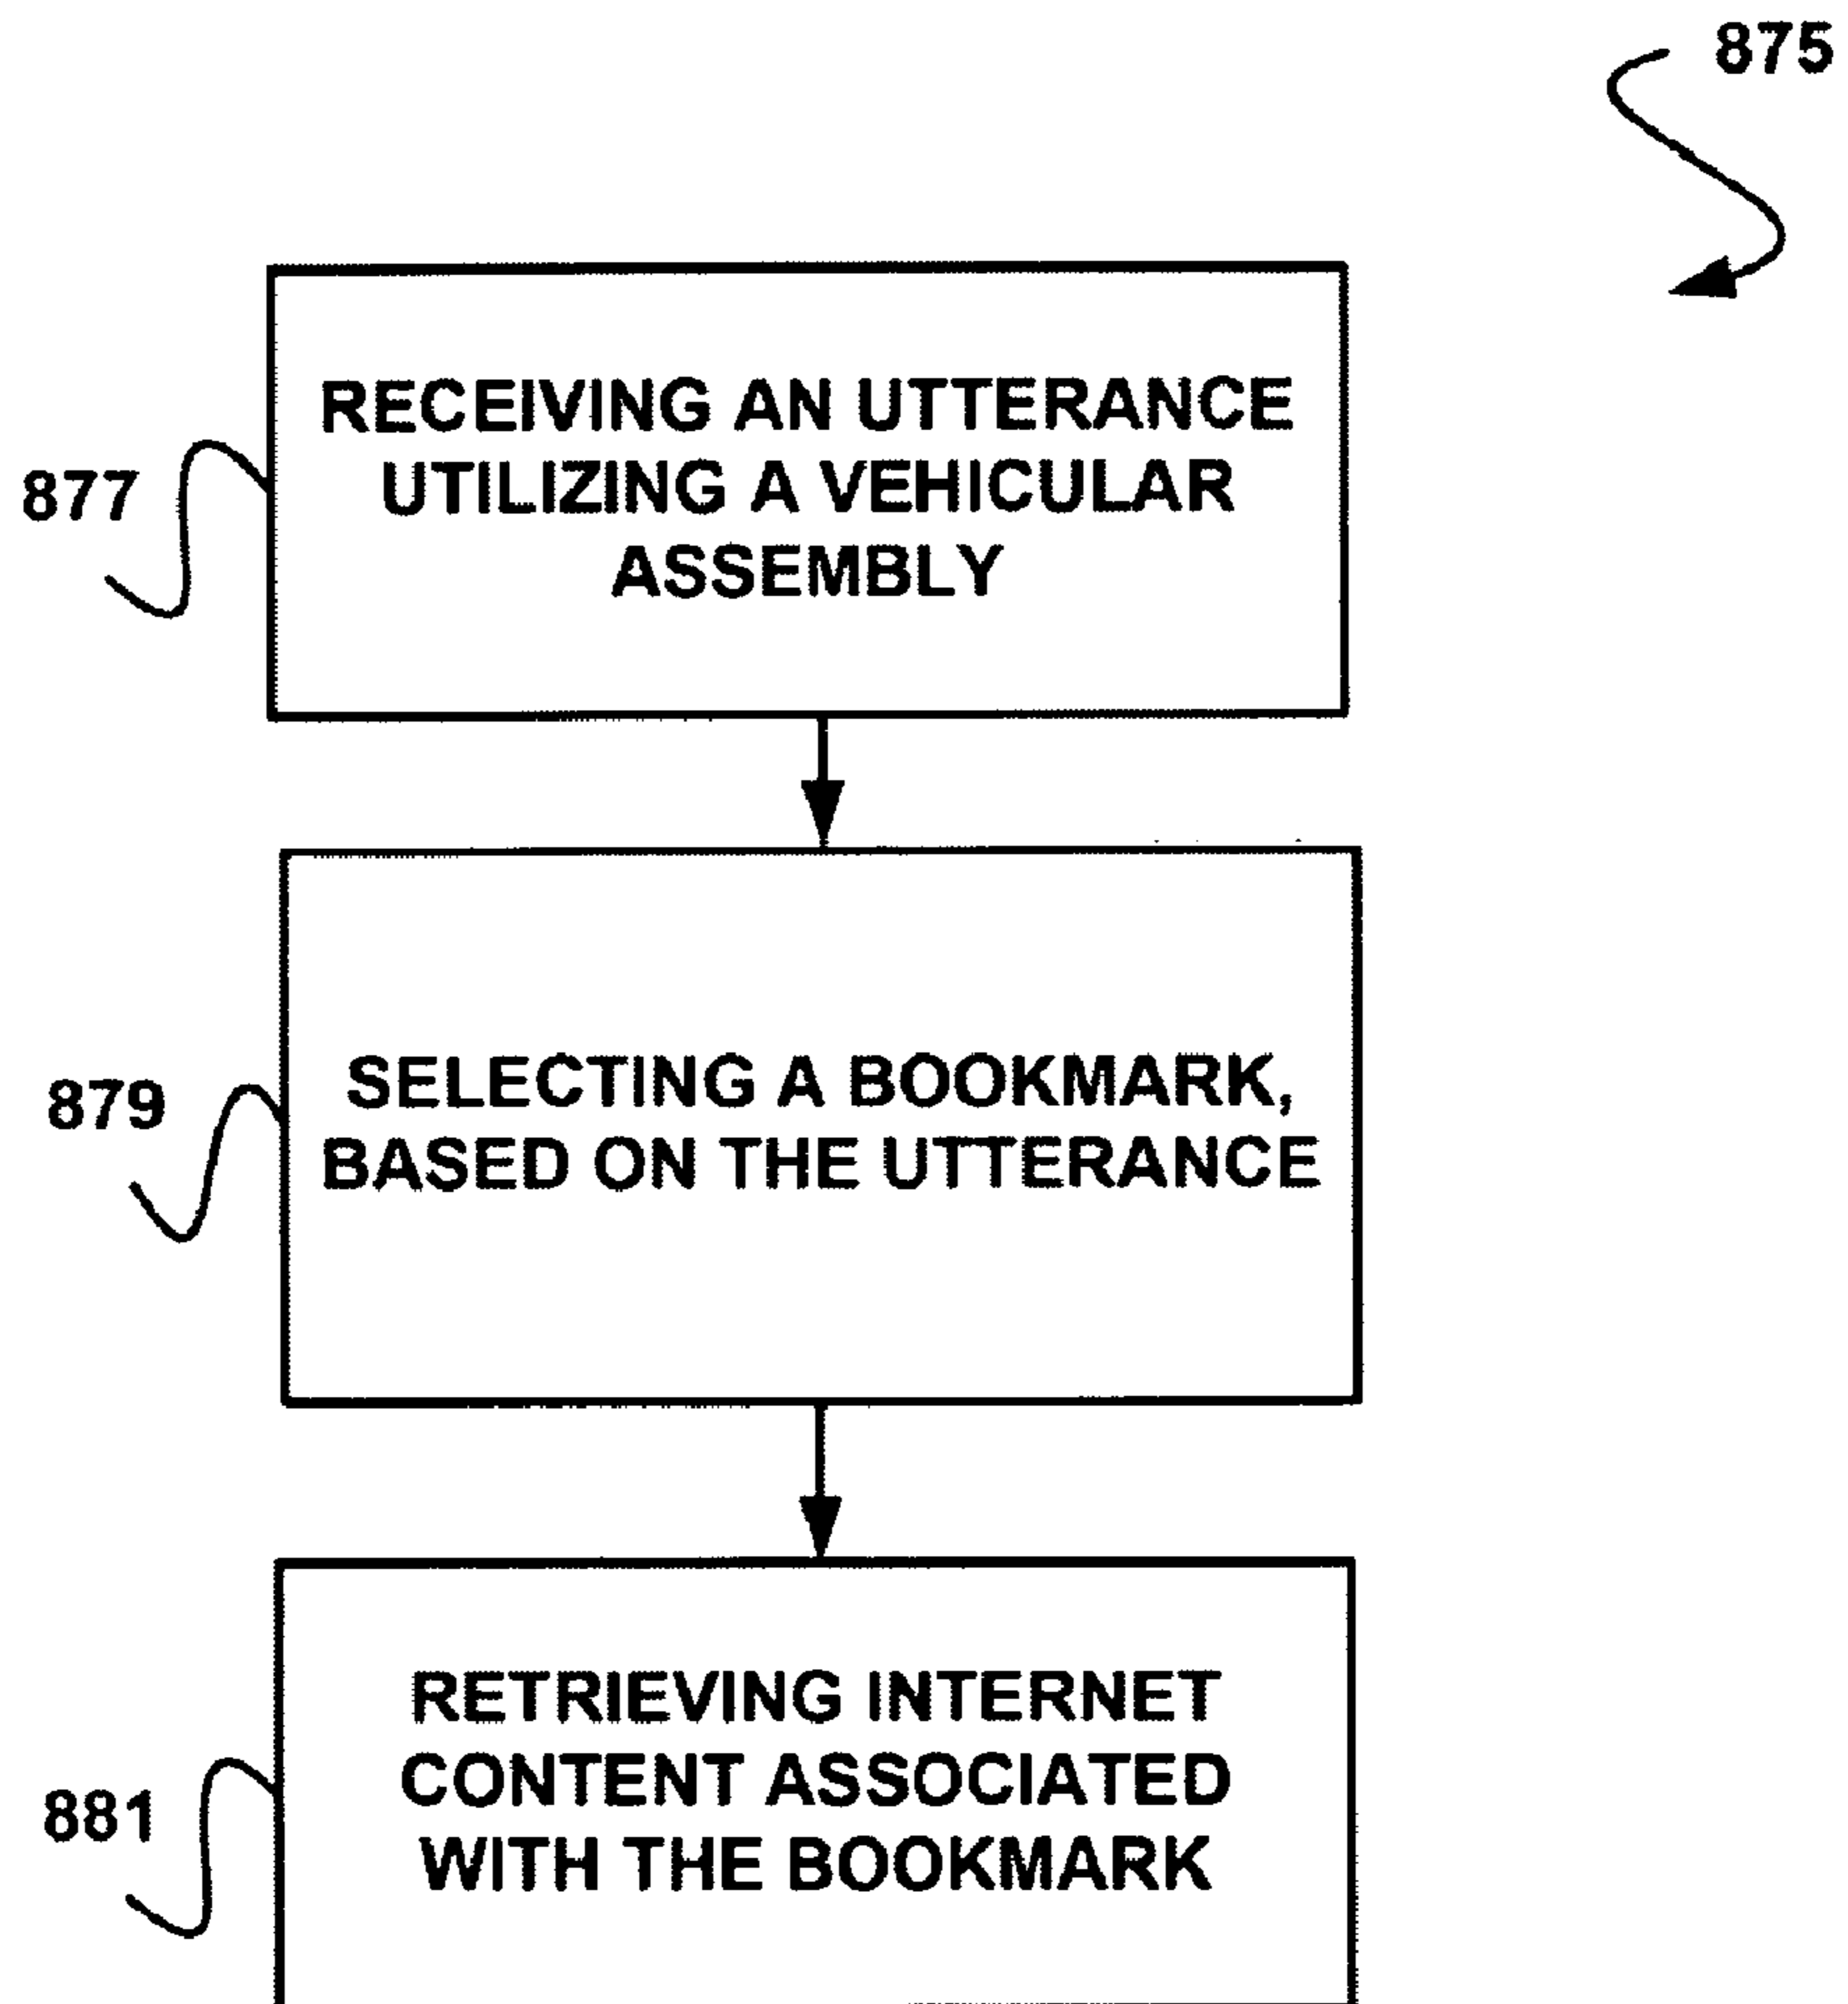 875
877
RECEIVING AN UTTERANCE
UTILIZING A VEHICULAR
ASSEMBLY
879
SELECTING A BOOKMARK,
BASED ON THE UTTERANCE
881
RETRIEVING INTERNET
CONTENT ASSOCIATED
WITH THE BOOKMARK